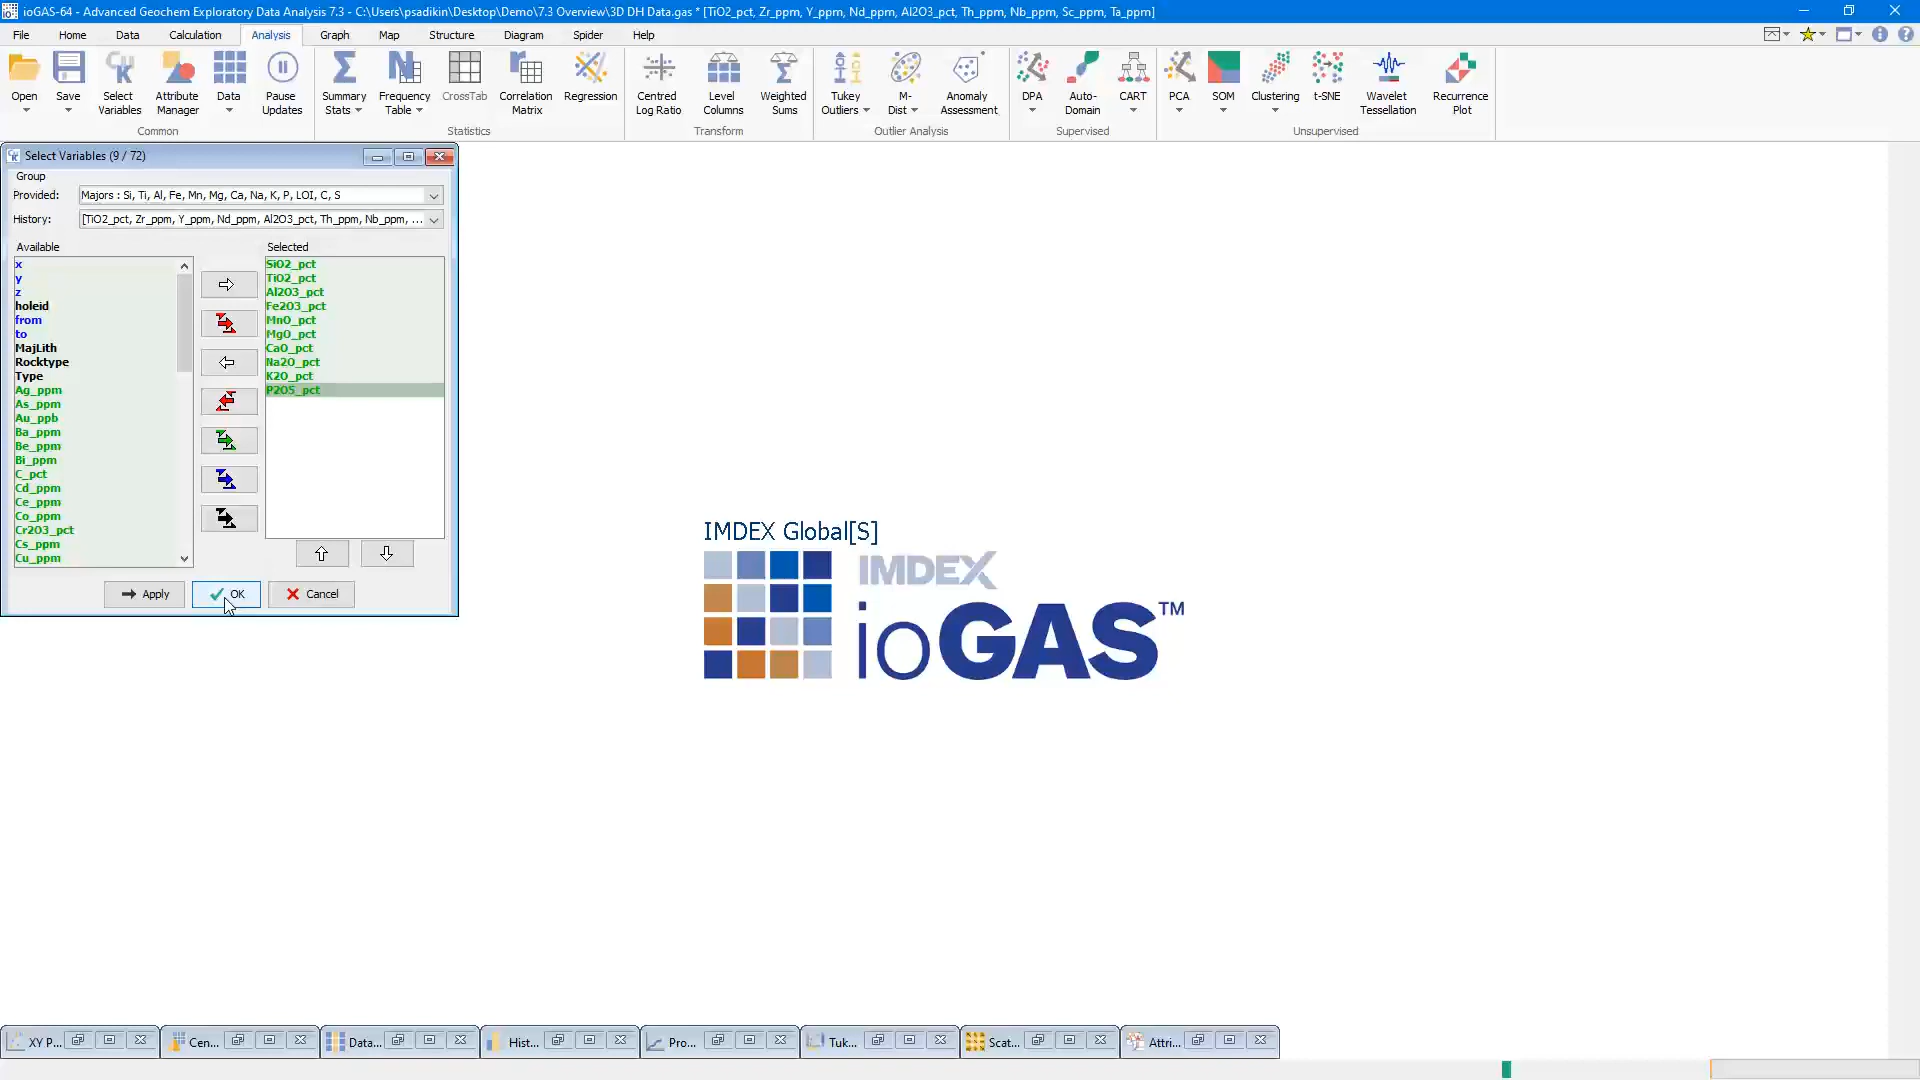 ioGAS-64 - Advanced Geochem Exploratory Data Analysis 7.3 - C:\Users\psadikin\Desktop\Demo\7.3 Overview\3D DH Data.gas * [TiO2_pct, Zr_ppm, Y_ppm, Nd_ppm, Al2O3_pct, Th_ppm, Nb_ppm, Sc_ppm, Ta_ppm]
File Home Data Calculation Analysis Graph Map Structure Diagram Spider Help
Open Save Select Variables Attribute Manager Data Pause Updates Summary Stats Frequency Table CrossTab Correlation Matrix Regression Centred Log Ratio Level Columns Weighted Sums Tukey Outliers M-Dist Anomaly Assessment DPA Auto-Domain CART PCA SOM Clustering t-SNE Wavelet Tessellation Recurrence Plot
Common Statistics Transform Outlier Analysis Supervised Unsupervised
Select Variables (9 / 72)
Group
Provided: Majors : Si, Ti, Al, Fe, Mn, Mg, Ca, Na, K, P, LOI, C, S
History: [TiO2_pct, Zr_ppm, Y_ppm, Nd_ppm, Al2O3_pct, Th_ppm, Nb_ppm, ...
Available
x
y
z
holeid
from
to
MajLith
Rocktype
Type
Ag_ppm
As_ppm
Au_ppb
Ba_ppm
Be_ppm
Bi_ppm
C_pct
Cd_ppm
Ce_ppm
Co_ppm
Cr2O3_pct
Cs_ppm
Cu_ppm
Selected
SiO2_pct
TiO2_pct
Al2O3_pct
Fe2O3_pct
MnO_pct
MgO_pct
CaO_pct
Na2O_pct
K2O_pct
P2O5_pct
Apply OK Cancel
IMDEX Global[S]
IMDEX
ioGAS™
XY P... Cen... Data... Hist... Pro... Tuk... Scat... Attri...